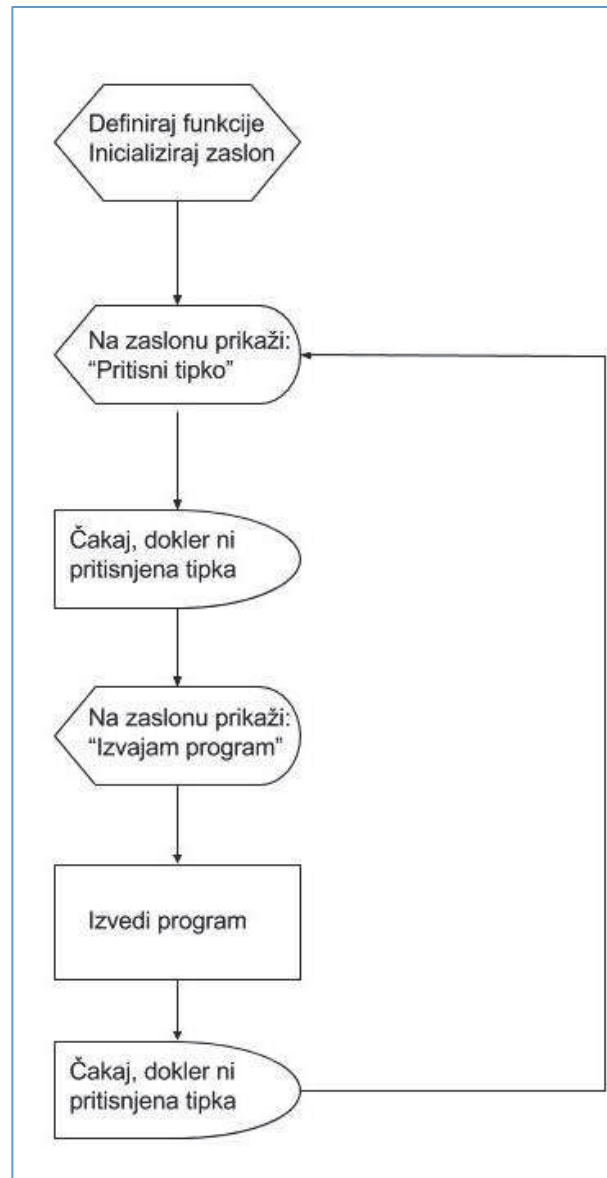 Definiraj funkcije
Inicializiraj zaslon
Na zaslonu prikaži:
“Pritisni tipko”
Čakaj, dokler ni
pritisnjena tipka
Na zaslonu prikaži:
“Izvajam program”
Izvedi program
Čakaj, dokler ni
pritisnjena tipka